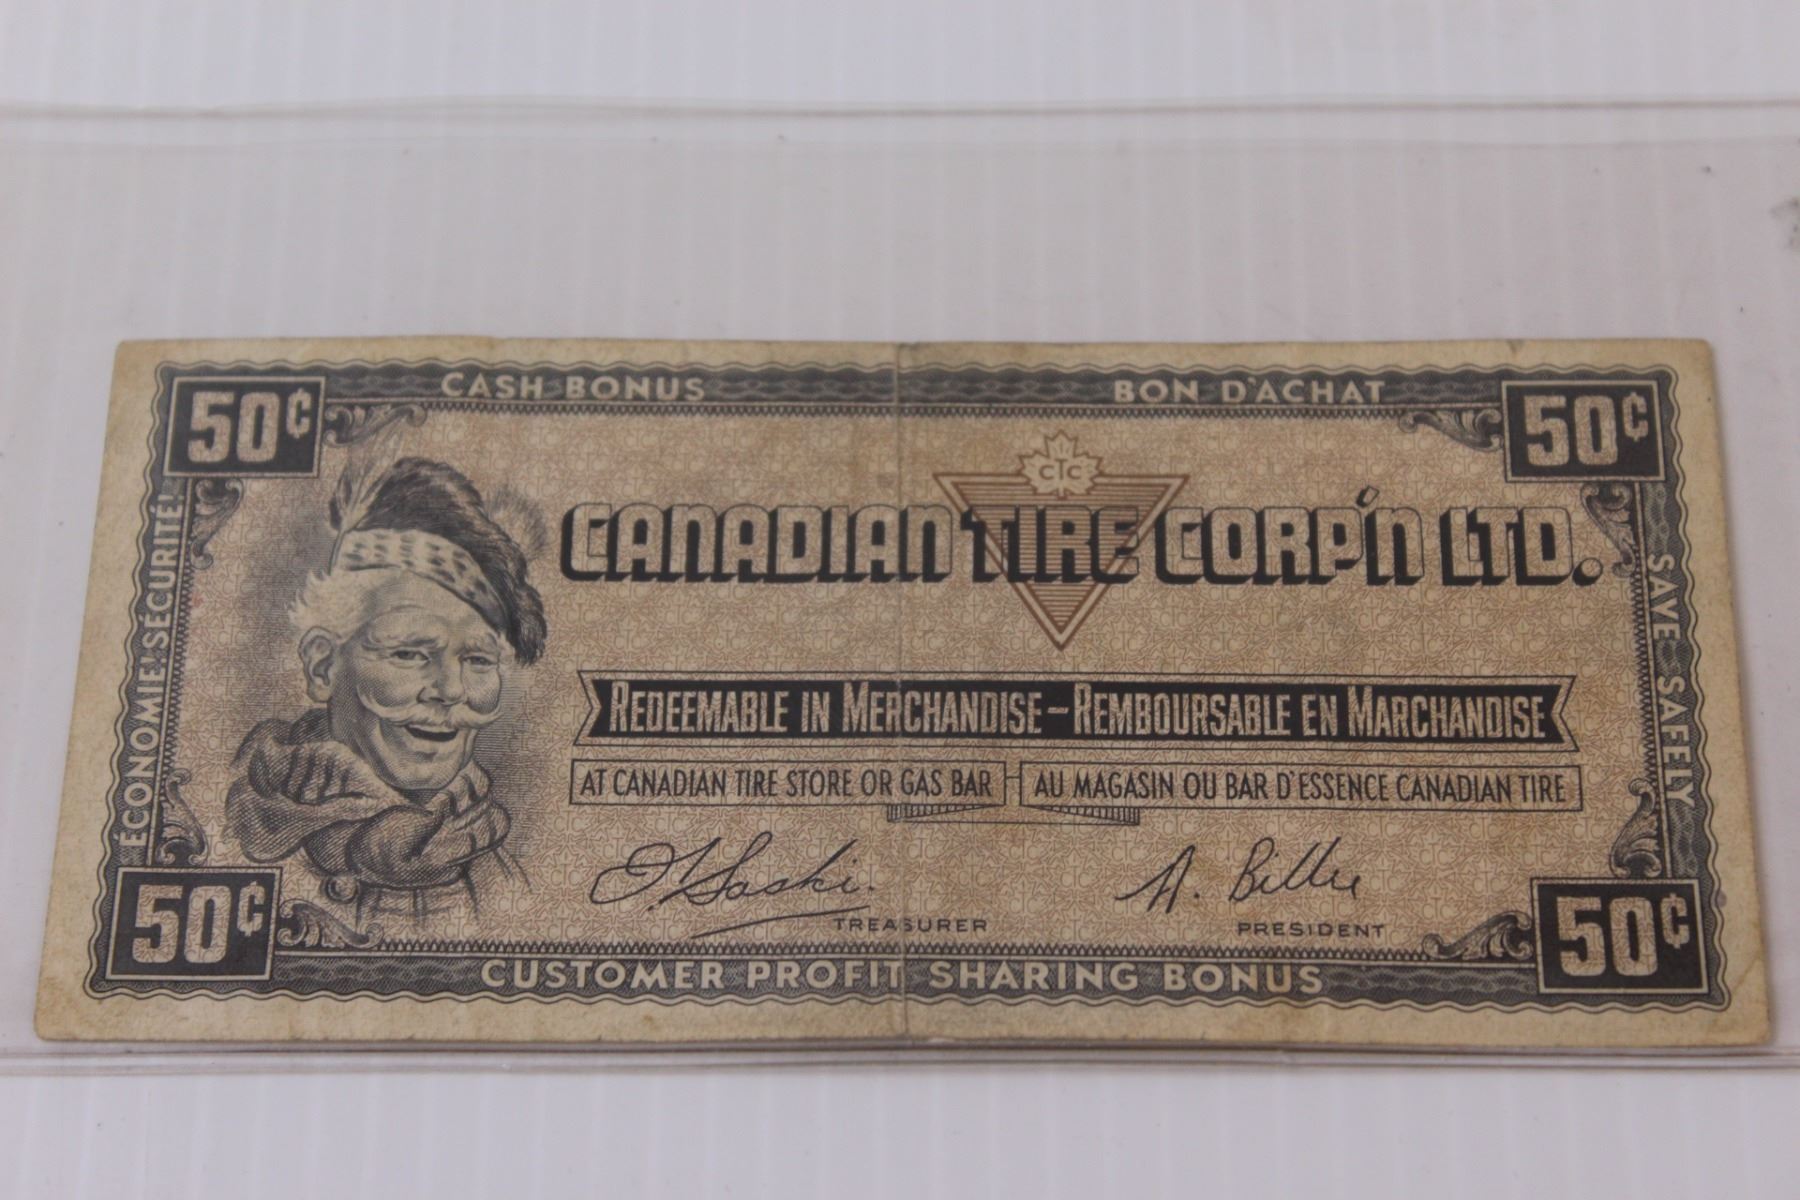 CASH BONUS BON D'ACHAT
50¢ 50¢
CTC
CANADIAN TIRE CORP'N LTD.
ÉCONOMIE! SÉCURITÉ!
SAVE SAFELY
REDEEMABLE IN MERCHANDISE – REMBOURSABLE EN MARCHANDISE
AT CANADIAN TIRE STORE OR GAS BAR AU MAGASIN OU BAR D'ESSENCE CANADIAN TIRE
A. Billes
TREASURER PRESIDENT
50¢ 50¢
CUSTOMER PROFIT SHARING BONUS